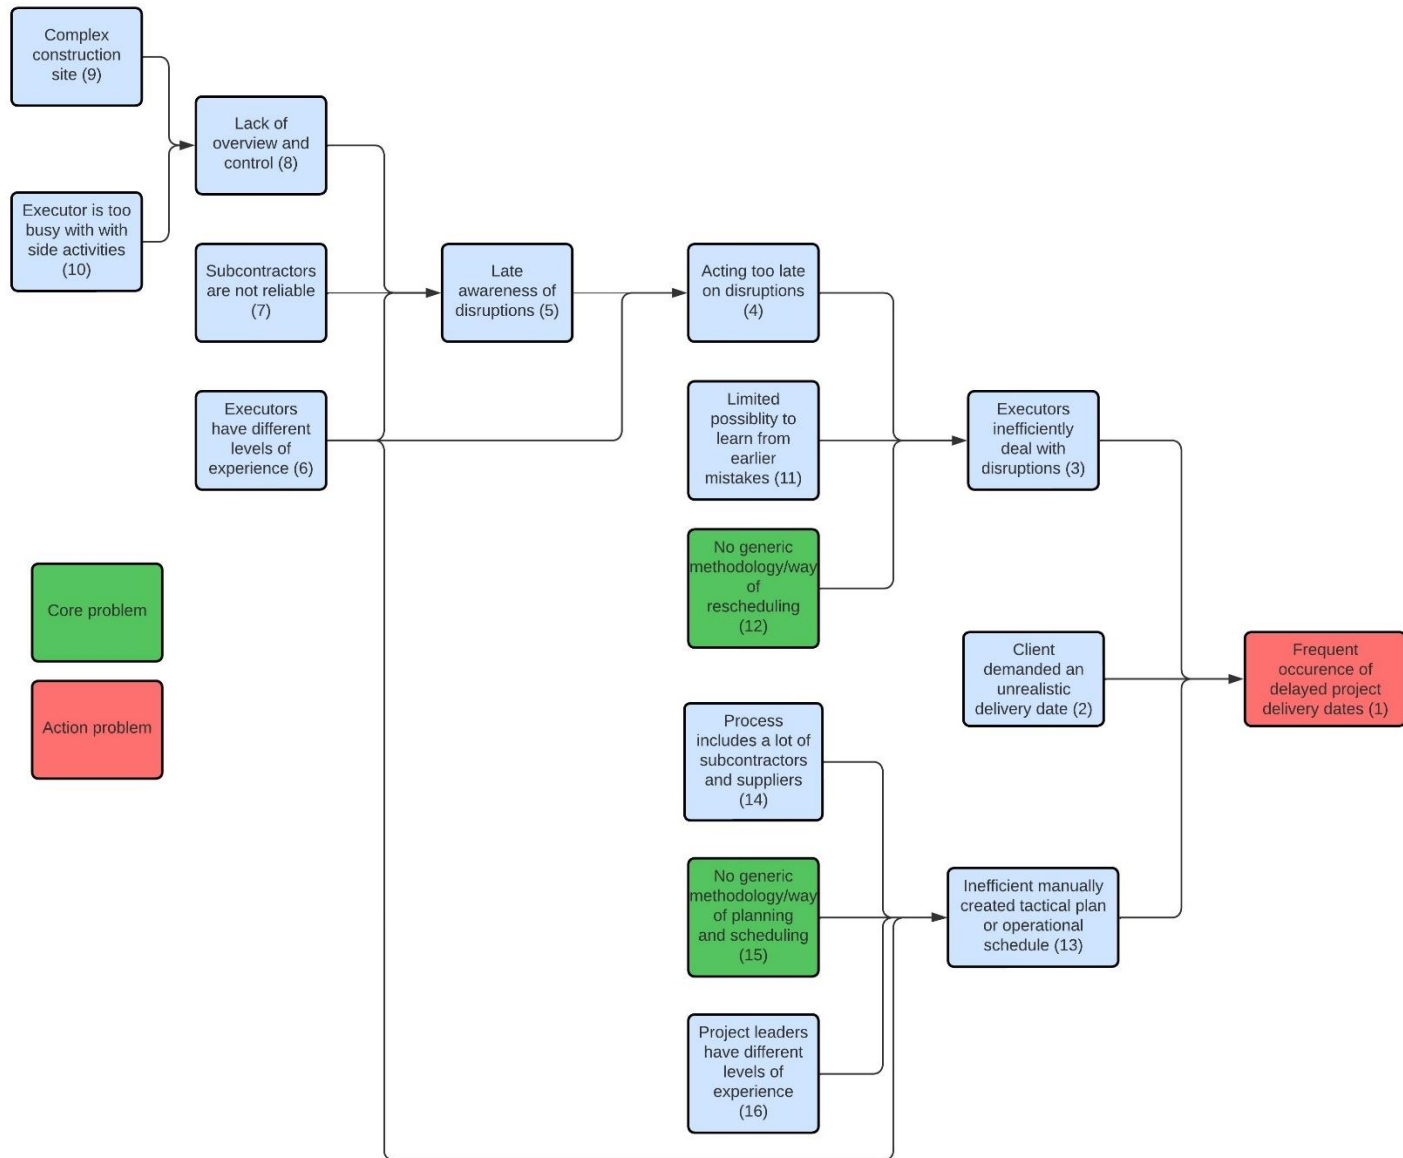 Complex
construction
site (9)
Executor is too
busy with with
side activities
(10)
Lack of
overview and
control (8)
Subcontractors
are not reliable
(7)
Executors
have different
levels of
experience (6)
Late
awareness of
disruptions (5)
Acting too late
on disruptions
(4)
Limited
possiblity to
learn from
earlier
mistakes (11)
No generic
methodology/way
of
rescheduling
(12)
Executors
inefficiently
deal with
disruptions (3)
Core problem
Action problem
Client
demanded an
unrealistic
delivery date (2)
Frequent
occurence of
delayed project
delivery dates (1)
Process
includes a lot of
subcontractors
and suppliers
(14)
No generic
methodology/way
of planning
and scheduling
(15)
Project leaders
have different
levels of
experience
(16)
Inefficient manually
created tactical plan
or operational
schedule (13)